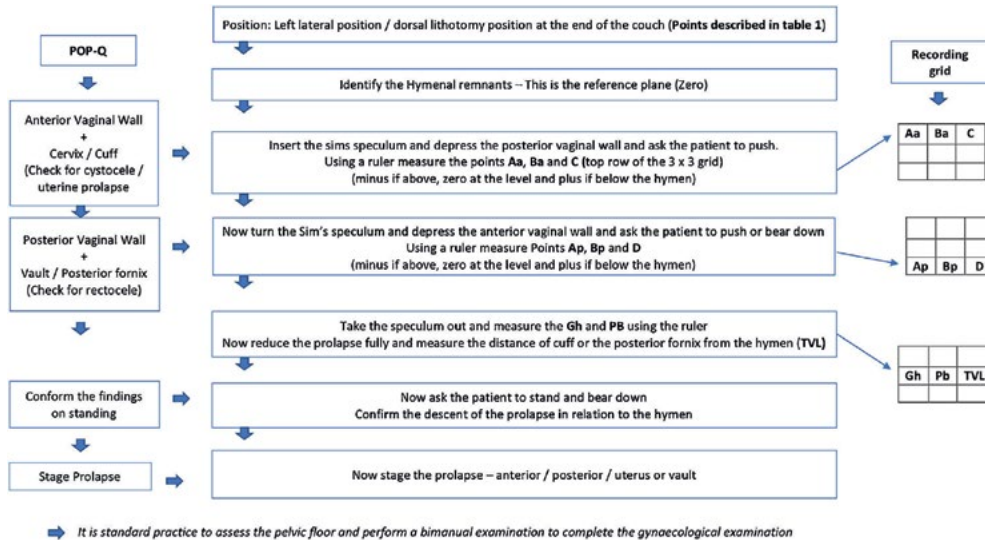 Position: Left lateral position / dorsal lithotomy position at the end of the couch (Points described in table 1)
POP-Q
Recording
grid
Identify the Hymenal remnants – This is the reference plane (Zero)
Anterior Vaginal Wall
+
Cervix / Cuff
(Check for cystocele /
uterine prolapse
Insert the sims speculum and depress the posterior vaginal wall and ask the patient to push.
Using a ruler measure the points Aa, Ba and C (top row of the 3 x 3 grid)
(minus if above, zero at the level and plus if below the hymen)
Aa Ba C
Posterior Vaginal Wall
+
Vault / Posterior fornix
(Check for rectocele)
Now turn the Sim's speculum and depress the anterior vaginal wall and ask the patient to push or bear down
Using a ruler measure Points Ap, Bp and D
(minus if above, zero at the level and plus if below the hymen)
Ap Bp D
Take the speculum out and measure the Gh and PB using the ruler
Now reduce the prolapse fully and measure the distance of cuff or the posterior fornix from the hymen (TVL)
Gh Pb TVL
Conform the findings
on standing
Now ask the patient to stand and bear down
Confirm the descent of the prolapse in relation to the hymen
Stage Prolapse
Now stage the prolapse – anterior / posterior / uterus or vault
It is standard practice to assess the pelvic floor and perform a bimanual examination to complete the gynaecological examination